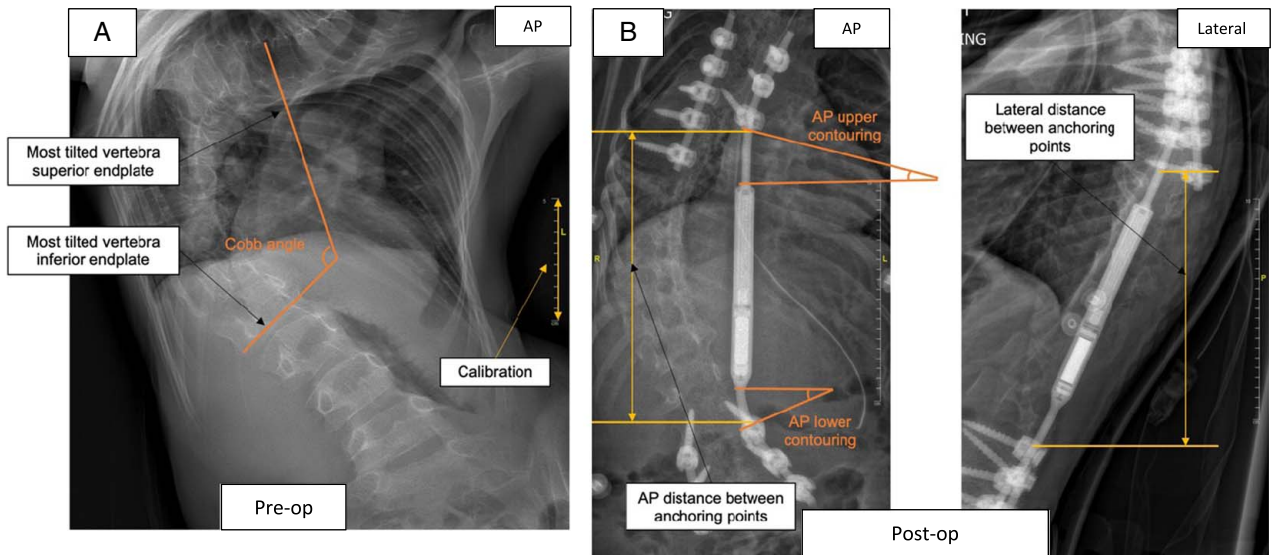 A
AP
Most tilted vertebra
superior endplate
Most tilted vertebra
inferior endplate
Cobb angle
L
Calibration
Pre-op
B
G
AP
AP upper
contouring
R
L
AP lower
contouring
AP distance between
anchoring points
Post-op
ING
Lateral
Lateral distance
between anchoring
points
P